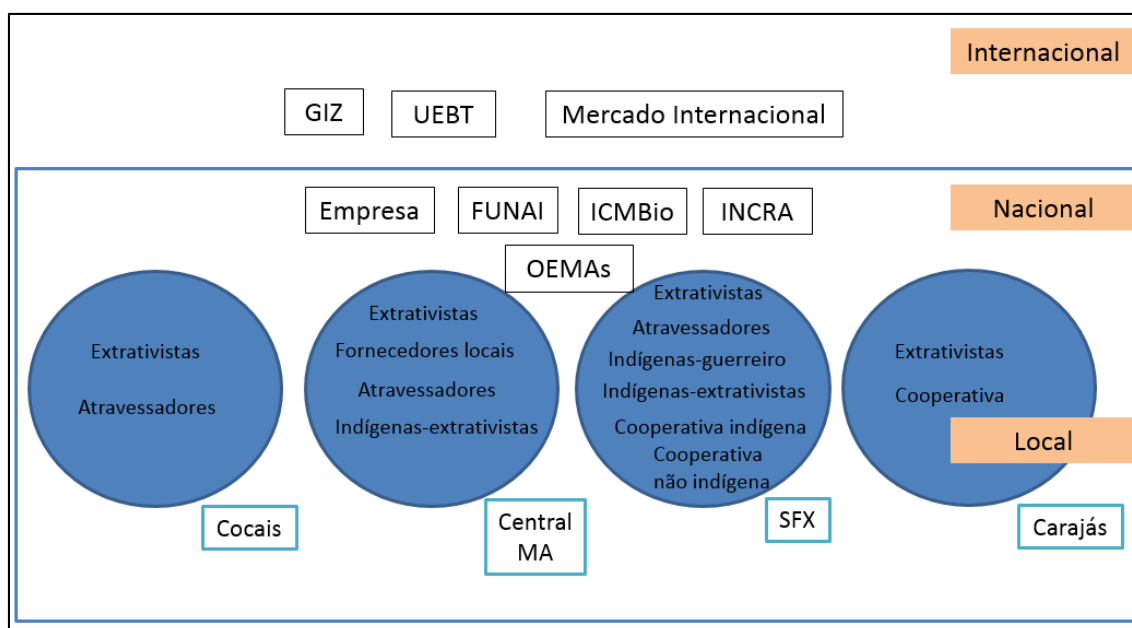 Internacional
GIZ
UEBT
Mercado Internacional
Nacional
Empresa
FUNAI
ICMBio
INCRA
OEMAs
Extrativistas
Atravessadores
Cocais
Extrativistas
Fornecedores locais
Atravessadores
Indígenas-extrativistas
Central
MA
Extrativistas
Atravessadores
Indígenas-guerreiro
Indígenas-extrativistas
Cooperativa indígena
Cooperativa
não indígena
SFX
Extrativistas
Cooperativa
Local
Carajás